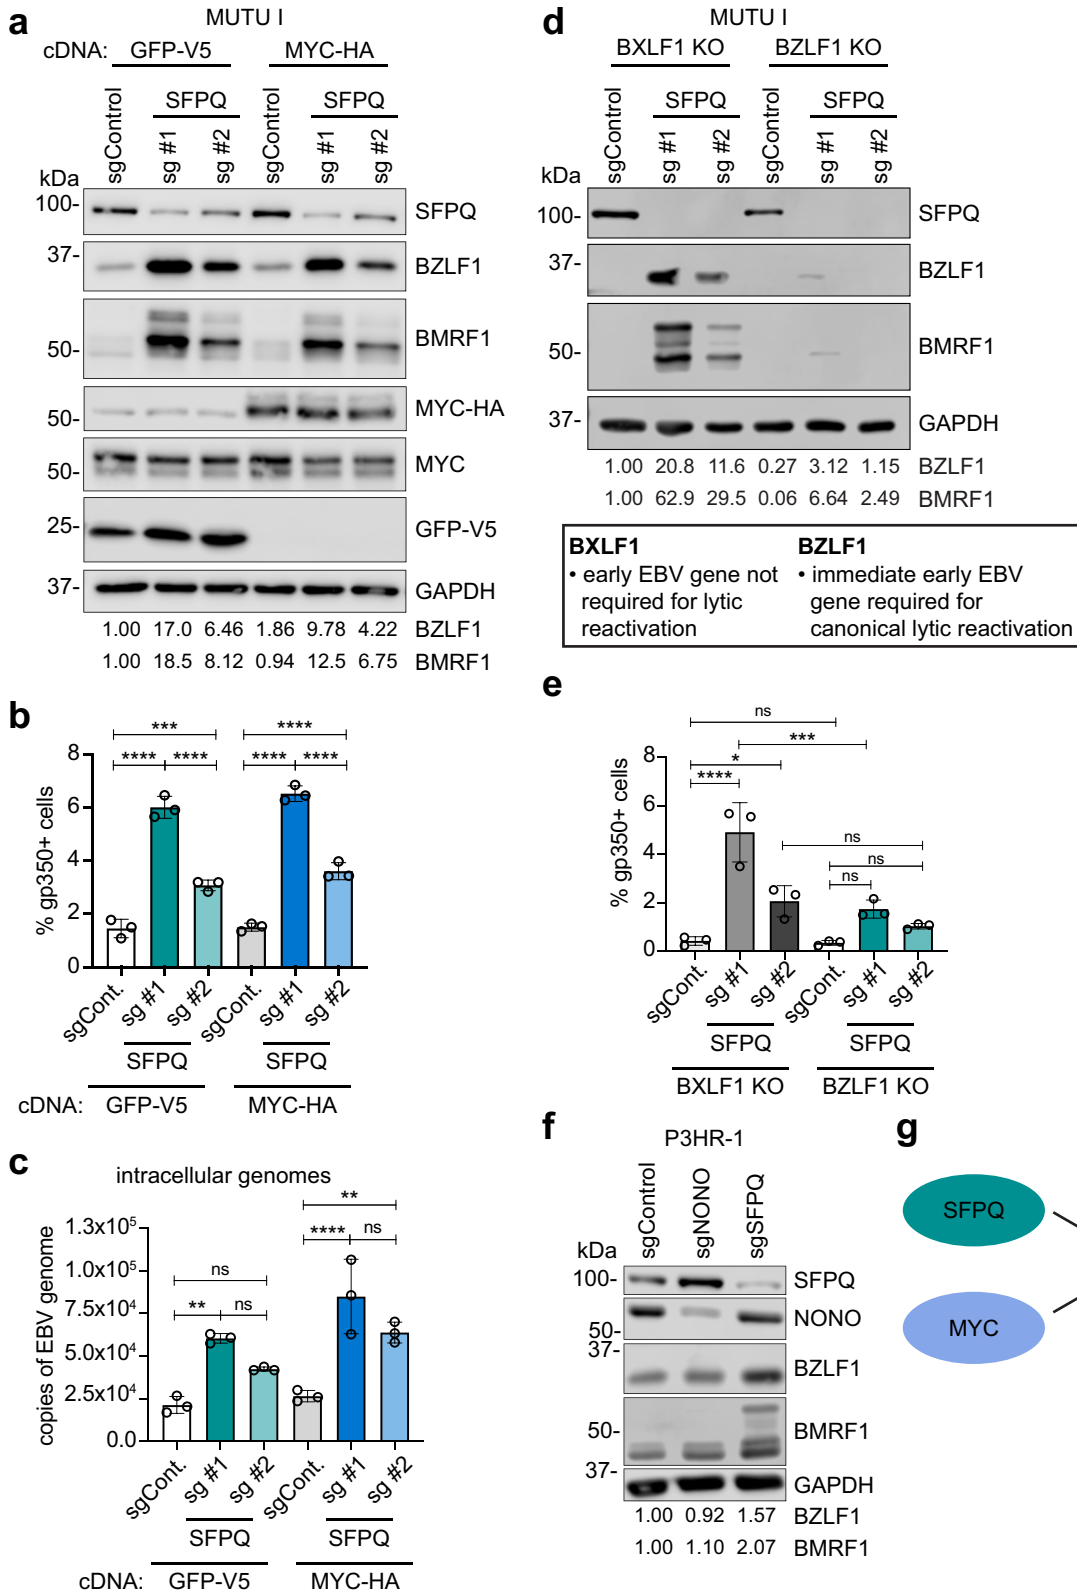 a
MUTU I
cDNA: GFP-V5 MYC-HA
SFPQ SFPQ
sgControl sg #1 sg #2 sgControl sg #1 sg #2
kDa
100- SFPQ
37- BZLF1
BMRF1
50-
MYC-HA
50-
MYC
50-
25- GFP-V5
37- GAPDH
1.00 17.0 6.46 1.86 9.78 4.22 BZLF1
1.00 18.5 8.12 0.94 12.5 6.75 BMRF1
b
% gp350+ cells
8
6
4
2
0
*** ****
**** **** **** ****
sgCont. sg #1 sg #2 sgCont. sg #1 sg #2
SFPQ SFPQ
cDNA: GFP-V5 MYC-HA
c
intracellular genomes
copies of EBV genome
1.3x10⁵
1.0x10⁵
7.5x10⁴
5.0x10⁴
2.5x10⁴
0.0
**
**** ns
ns
** ns
sgCont. sg #1 sg #2 sgCont. sg #1 sg #2
SFPQ SFPQ
cDNA: GFP-V5 MYC-HA
d
MUTU I
BXLF1 KO BZLF1 KO
SFPQ SFPQ
sgControl sg #1 sg #2 sgControl sg #1 sg #2
kDa
100- SFPQ
37- BZLF1
BMRF1
50-
37- GAPDH
1.00 20.8 11.6 0.27 3.12 1.15 BZLF1
1.00 62.9 29.5 0.06 6.64 2.49 BMRF1
BXLF1
• early EBV gene not
required for lytic
reactivation
BZLF1
• immediate early EBV
gene required for
canonical lytic reactivation
e
% gp350+ cells
8
6
4
2
0
ns
***
*
****
ns
ns
ns
sgCont. sg #1 sg #2 sgCont. sg #1 sg #2
SFPQ SFPQ
BXLF1 KO BZLF1 KO
f
P3HR-1
sgControl sgNONO sgSFPQ
kDa
100- SFPQ
NONO
50-
37-
BZLF1
50- BMRF1
37-
GAPDH
1.00 0.92 1.57 BZLF1
1.00 1.10 2.07 BMRF1
g
SFPQ
MYC